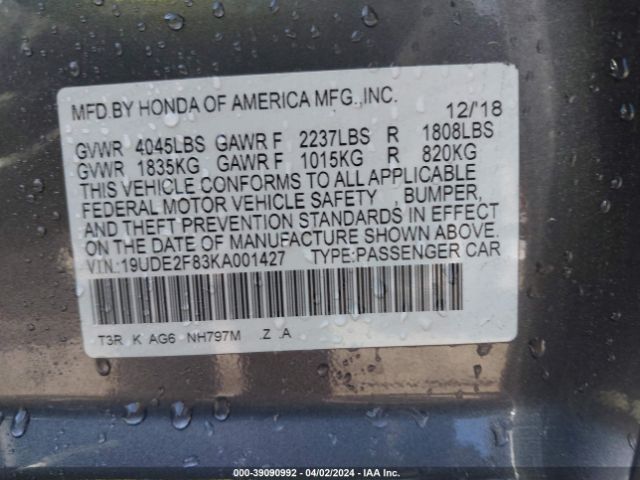 MFD.BY HONDA OF AMERICA MFG.,INC. 12/'18
GVWR 4045LBS GAWR F 2237LBS R 1808LBS
GVWR 1835KG GAWR F 1015KG R 820KG
THIS VEHICLE CONFORMS TO ALL APPLICABLE
FEDERAL MOTOR VEHICLE SAFETY , BUMPER,
AND THEFT PREVENTION STANDARDS IN EFFECT
ON THE DATE OF MANUFACTURE SHOWN ABOVE.
VIN:19UDE2F83KA001427 TYPE:PASSENGER CAR
T3R K AG6 NH797M .Z .A
000-39090992 - 04/02/2024 - IAA Inc.